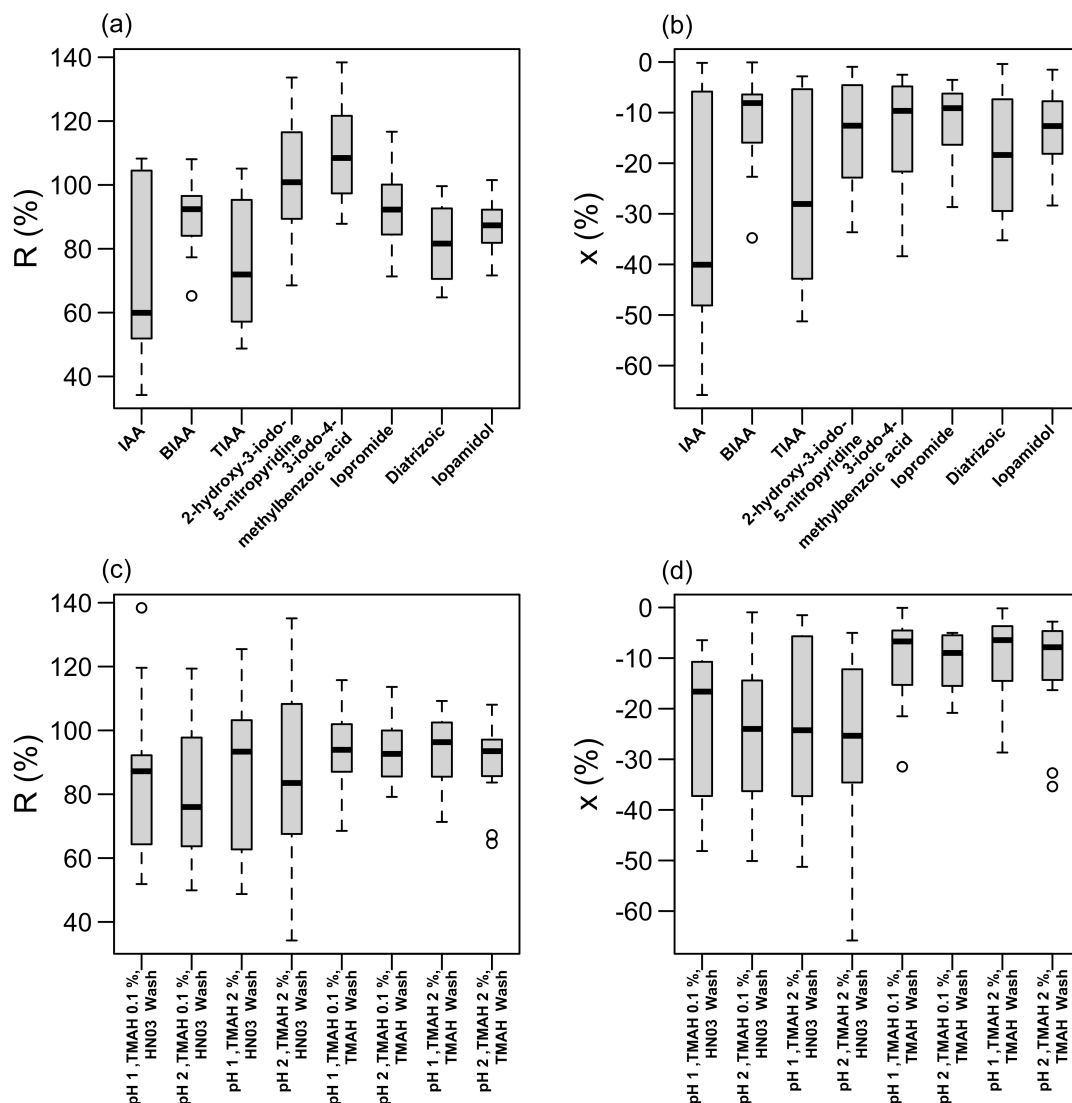 (a)
140
120
100
80
60
40
R (%)
IAA
BIAA
TIAA
2-hydroxy-3-iodo-
5-nitropyridine
3-iodo-4-
methylbenzoic acid
Iopromide
Diatrizoic
Iopamidol
(b)
0
-10
-20
-30
-40
-50
-60
x (%)
IAA
BIAA
TIAA
2-hydroxy-3-iodo-
5-nitropyridine
3-iodo-4-
methylbenzoic acid
Iopromide
Diatrizoic
Iopamidol
(c)
140
120
100
80
60
40
R (%)
pH 1 ,TMAH 0.1 %,
HN03 Wash
pH 2 ,TMAH 0.1 %,
HN03 Wash
pH 1 ,TMAH 2 %,
HN03 Wash
pH 2 ,TMAH 2 %,
HN03 Wash
pH 1 ,TMAH 0.1 %,
TMAH Wash
pH 2 ,TMAH 0.1 %,
TMAH Wash
pH 1 ,TMAH 2 %,
TMAH Wash
pH 2 ,TMAH 2 %,
TMAH Wash
(d)
0
-10
-20
-30
-40
-50
-60
x (%)
pH 1 ,TMAH 0.1 %,
HN03 Wash
pH 2 ,TMAH 0.1 %,
HN03 Wash
pH 1 ,TMAH 2 %,
HN03 Wash
pH 2 ,TMAH 2 %,
HN03 Wash
pH 1 ,TMAH 0.1 %,
TMAH Wash
pH 2 ,TMAH 0.1 %,
TMAH Wash
pH 1 ,TMAH 2 %,
TMAH Wash
pH 2 ,TMAH 2 %,
TMAH Wash